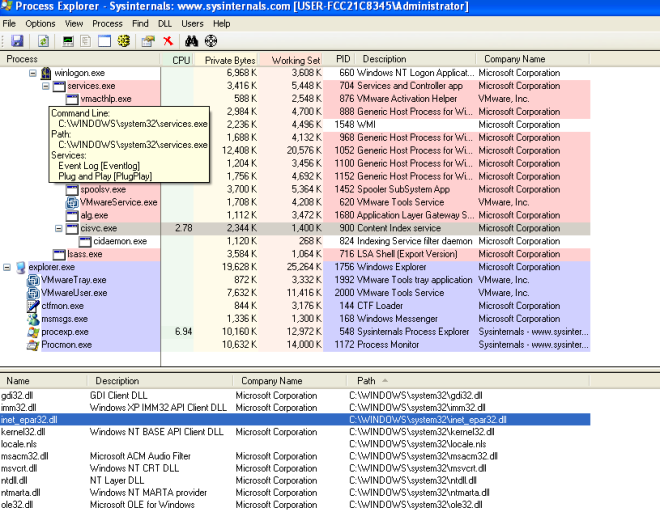 Process Explorer - Sysinternals: www.sysinternals.com [USER-FCC21C8345\Administrator]
File Options View Process Find DLL Users Help
Process CPU Private Bytes Working Set PID Description Company Name
winlogon.exe 6,968 K 3,608 K 660 Windows NT Logon Applicat... Microsoft Corporation
services.exe 3,416 K 5,448 K 704 Services and Controller app Microsoft Corporation
vmacthlp.exe 588 K 2,548 K 876 VMware Activation Helper VMware, Inc.
2,984 K 4,700 K 888 Generic Host Process for Wi... Microsoft Corporation
2,236 K 4,496 K 1548 WMI Microsoft Corporation
1,688 K 4,132 K 968 Generic Host Process for Wi... Microsoft Corporation
12,408 K 20,576 K 1052 Generic Host Process for Wi... Microsoft Corporation
1,204 K 3,456 K 1100 Generic Host Process for Wi... Microsoft Corporation
1,756 K 4,692 K 1152 Generic Host Process for Wi... Microsoft Corporation
Command Line:
C:\WINDOWS\system32\services.exe
Path:
C:\WINDOWS\system32\services.exe
Services:
Event Log [Eventlog]
Plug and Play [PlugPlay]
spoolsv.exe 3,700 K 5,364 K 1452 Spooler SubSystem App Microsoft Corporation
VMwareService.exe 1,708 K 4,208 K 620 VMware Tools Service VMware, Inc.
alg.exe 1,112 K 3,472 K 1680 Application Layer Gateway S... Microsoft Corporation
cisvc.exe 2.78 2,344 K 1,400 K 900 Content Index service Microsoft Corporation
cidaemon.exe 1,120 K 268 K 824 Indexing Service filter daemon Microsoft Corporation
lsass.exe 3,584 K 1,064 K 716 LSA Shell (Export Version) Microsoft Corporation
explorer.exe 19,628 K 25,264 K 1756 Windows Explorer Microsoft Corporation
VMwareTray.exe 872 K 3,332 K 1992 VMware Tools tray application VMware, Inc.
VMwareUser.exe 7,632 K 11,416 K 2000 VMware Tools Service VMware, Inc.
ctfmon.exe 844 K 3,176 K 144 CTF Loader Microsoft Corporation
msmsgs.exe 1,336 K 1,300 K 168 Windows Messenger Microsoft Corporation
procexp.exe 6.94 10,160 K 12,972 K 548 Sysinternals Process Explorer Sysinternals - www.sysinter...
Procmon.exe 10,632 K 14,000 K 1172 Process Monitor Sysinternals - www.sysinter...
Name Description Company Name Path
gdi32.dll GDI Client DLL Microsoft Corporation C:\WINDOWS\system32\gdi32.dll
imm32.dll Windows XP IMM32 API Client DLL Microsoft Corporation C:\WINDOWS\system32\imm32.dll
inet_epar32.dll C:\WINDOWS\system32\inet_epar32.dll
kernel32.dll Windows NT BASE API Client DLL Microsoft Corporation C:\WINDOWS\system32\kernel32.dll
locale.nls C:\WINDOWS\system32\locale.nls
msacm32.dll Microsoft ACM Audio Filter Microsoft Corporation C:\WINDOWS\system32\msacm32.dll
msvcrt.dll Windows NT CRT DLL Microsoft Corporation C:\WINDOWS\system32\msvcrt.dll
ntdll.dll NT Layer DLL Microsoft Corporation C:\WINDOWS\system32\ntdll.dll
ntmarta.dll Windows NT MARTA provider Microsoft Corporation C:\WINDOWS\system32\ntmarta.dll
ole32.dll Microsoft OLE for Windows Microsoft Corporation C:\WINDOWS\system32\ole32.dll